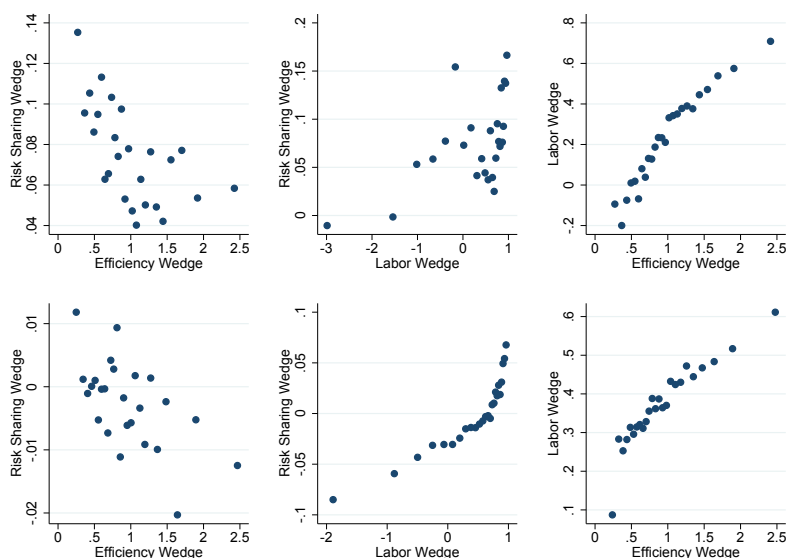 Risk Sharing Wedge
.04 .06 .08 .1 .12 .14
0 .5 1 1.5 2 2.5
Efficiency Wedge
Risk Sharing Wedge
0 .05 .1 .15 .2
-3 -2 -1 0 1
Labor Wedge
Labor Wedge
-.2 0 .2 .4 .6 .8
0 .5 1 1.5 2 2.5
Efficiency Wedge
Risk Sharing Wedge
-.02 -.01 0 .01
0 .5 1 1.5 2 2.5
Efficiency Wedge
Risk Sharing Wedge
-.1 -.05 0 .05 .1
-2 -1 0 1
Labor Wedge
Labor Wedge
.1 .2 .3 .4 .5 .6
0 .5 1 1.5 2 2.5
Efficiency Wedge